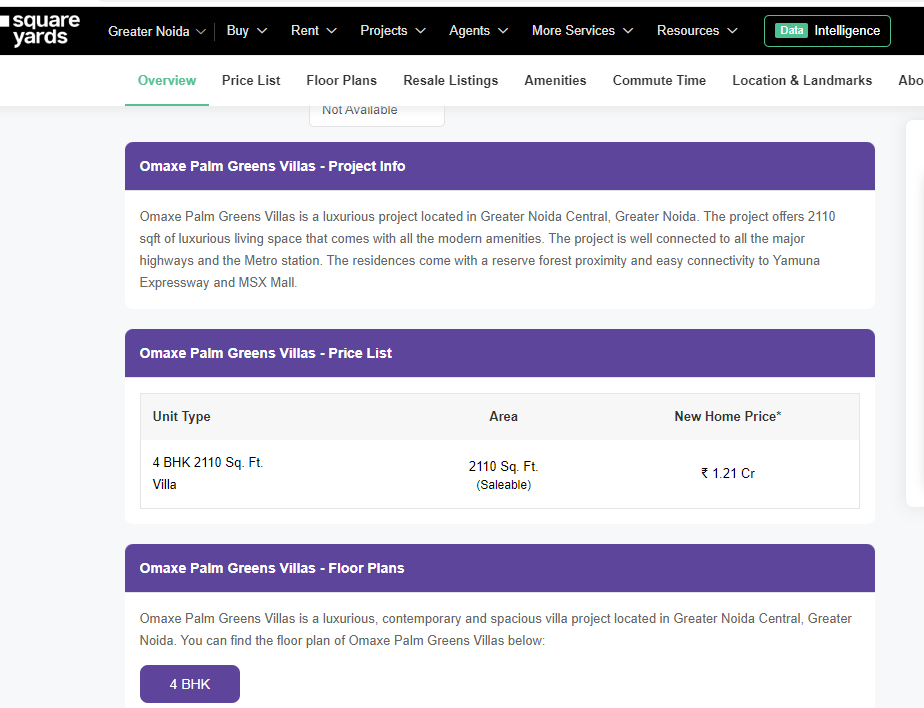 square
yards
Greater Noida
Buy
Rent
Projects
Agents
More Services
Resources
Data Intelligence
Overview
Price List
Floor Plans
Resale Listings
Amenities
Commute Time
Location & Landmarks
Abo
Not Available
Omaxe Palm Greens Villas - Project Info
Omaxe Palm Greens Villas is a luxurious project located in Greater Noida Central, Greater Noida. The project offers 2110
sqft of luxurious living space that comes with all the modern amenities. The project is well connected to all the major
highways and the Metro station. The residences come with a reserve forest proximity and easy connectivity to Yamuna
Expressway and MSX Mall.
Omaxe Palm Greens Villas - Price List
Unit Type
Area
New Home Price*
4 BHK 2110 Sq. Ft.
Villa
2110 Sq. Ft.
(Saleable)
₹ 1.21 Cr
Omaxe Palm Greens Villas - Floor Plans
Omaxe Palm Greens Villas is a luxurious, contemporary and spacious villa project located in Greater Noida Central, Greater
Noida. You can find the floor plan of Omaxe Palm Greens Villas below:
4 BHK